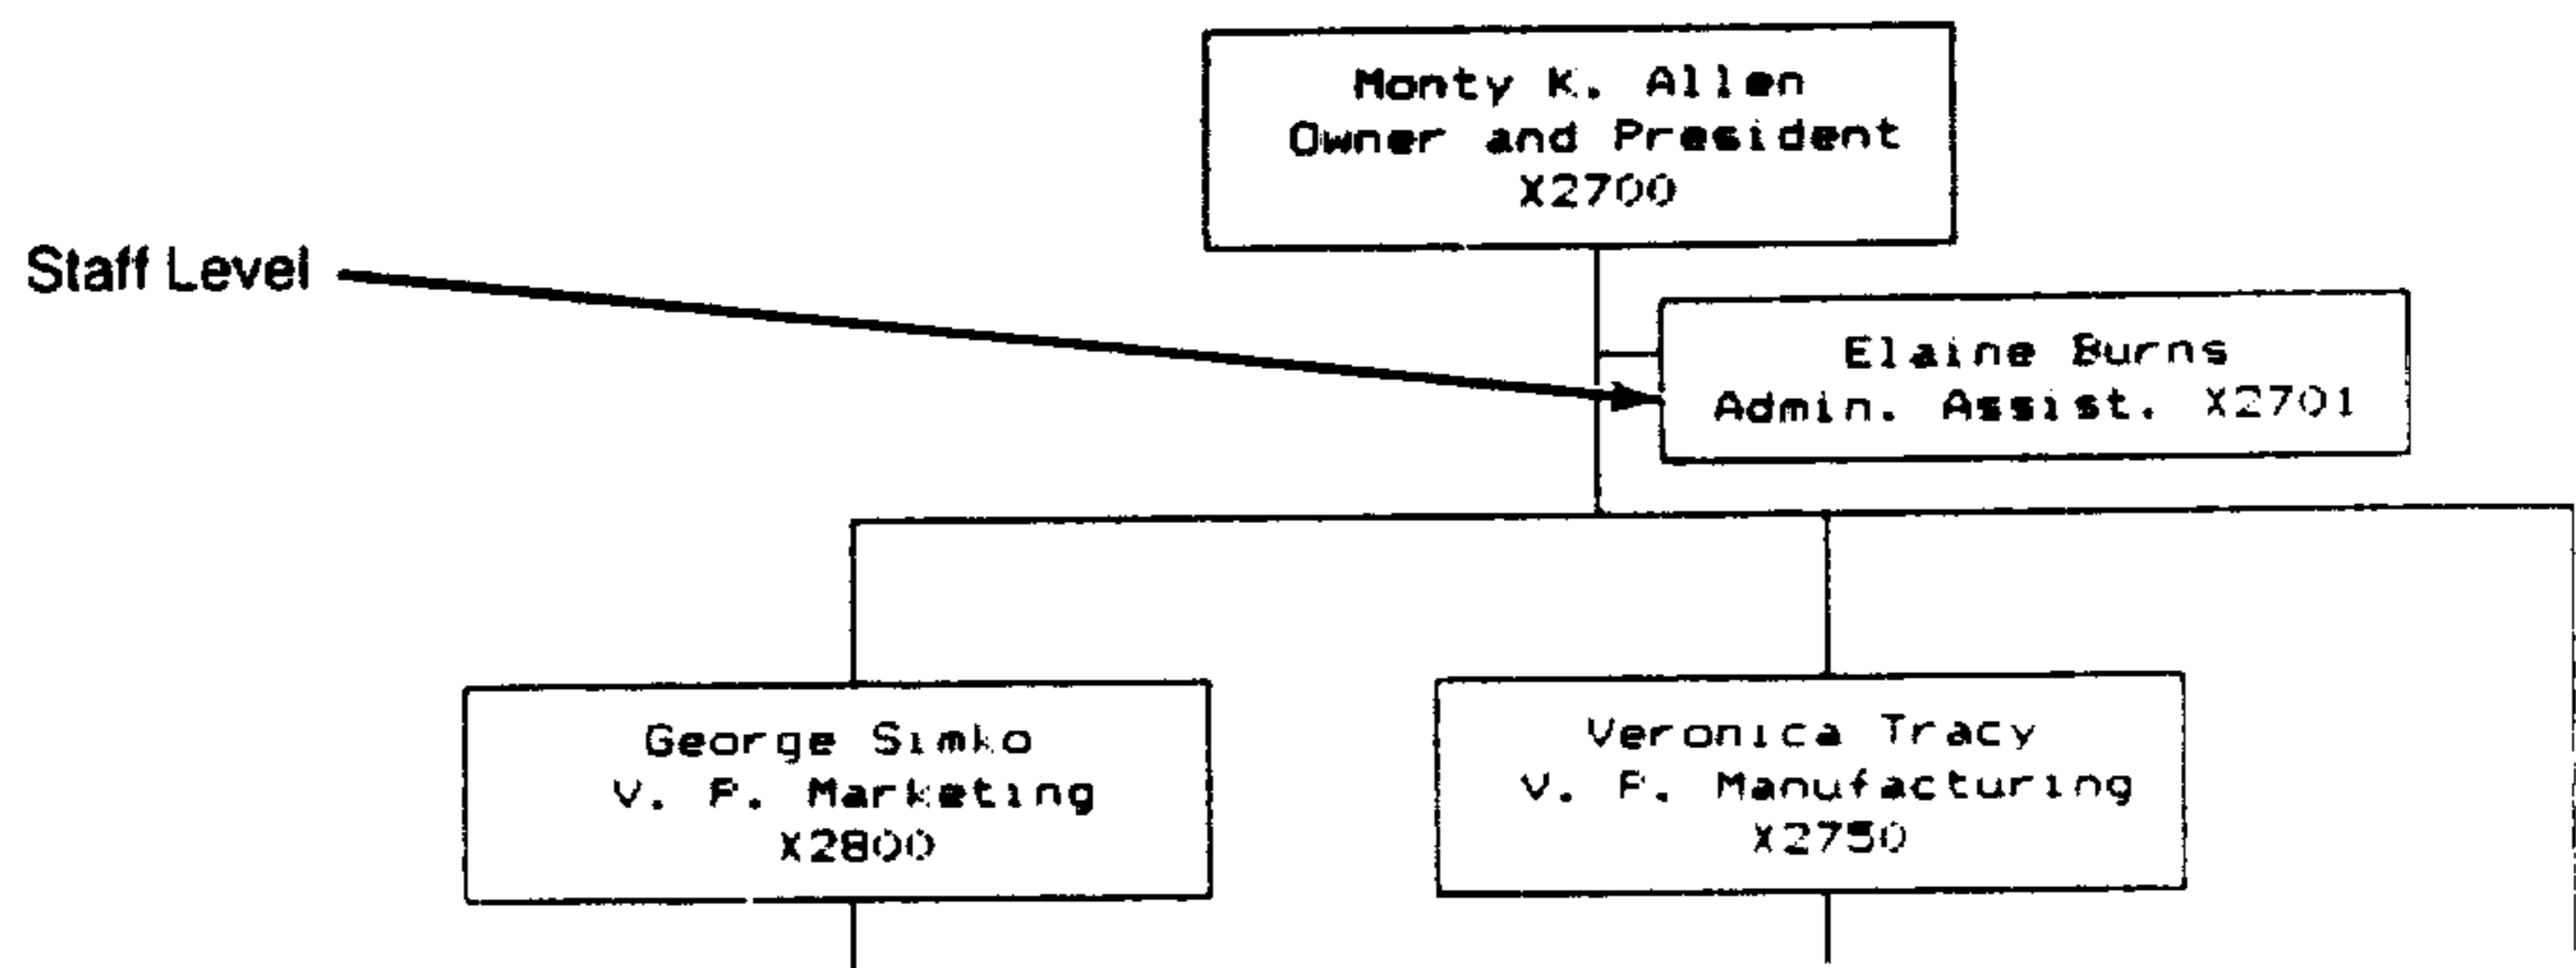 Monty K. Allen
Owner and President
X2700
Staff Level
Elaine Burns
Admin. Assist. X2701
George Simko
V. P. Marketing
X2800
Veronica Tracy
V. P. Manufacturing
X2750